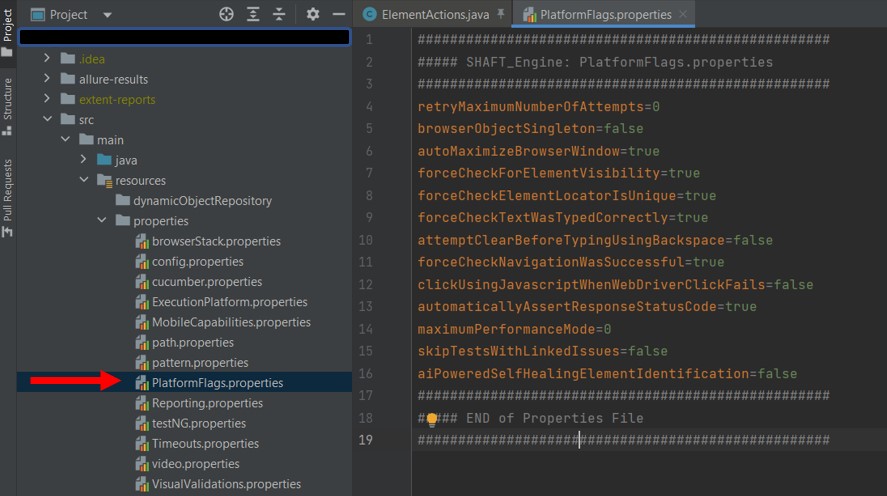 Project
Structure
Pull Requests
Project
.idea
allure-results
extent-reports
src
main
java
resources
dynamicObjectRepository
properties
browserStack.properties
config.properties
cucumber.properties
ExecutionPlatform.properties
MobileCapabilities.properties
path.properties
pattern.properties
PlatformFlags.properties
Reporting.properties
testNG.properties
Timeouts.properties
video.properties
VisualValidations.properties
ElementActions.java PlatformFlags.properties
1 ###################################################
2 ##### SHAFT_Engine: PlatformFlags.properties
3 ###################################################
4 retryMaximumNumberOfAttempts=0
5 browserObjectSingleton=false
6 autoMaximizeBrowserWindow=true
7 forceCheckForElementVisibility=true
8 forceCheckElementLocatorIsUnique=true
9 forceCheckTextWasTypedCorrectly=true
10 attemptClearBeforeTypingUsingBackspace=false
11 forceCheckNavigationWasSuccessful=true
12 clickUsingJavascriptWhenWebDriverClickFails=false
13 automaticallyAssertResponseStatusCode=true
14 maximumPerformanceMode=0
15 skipTestsWithLinkedIssues=false
16 aiPoweredSelfHealingElementIdentification=false
17 ###################################################
18 ##### END of Properties File
19 ###################################################